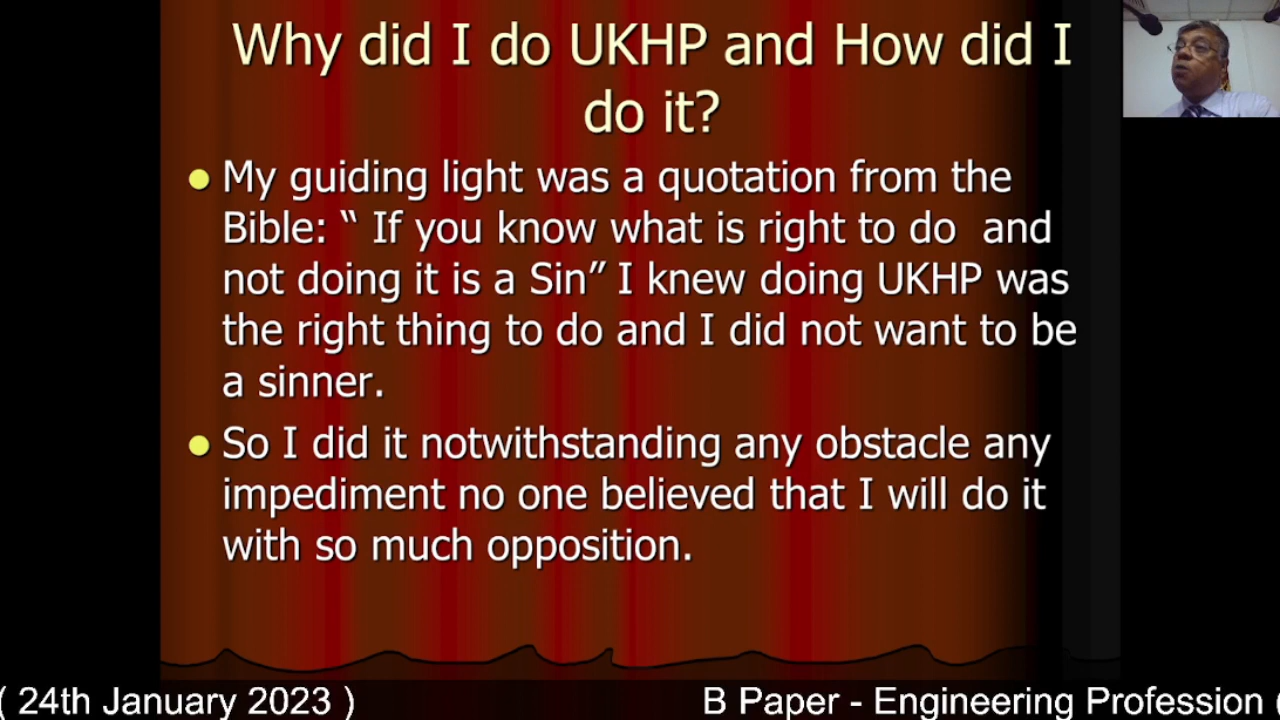 Why did I do UKHP and How did I
do it?
My guiding light was a quotation from the
Bible: “ If you know what is right to do  and
not doing it is a Sin” I knew doing UKHP was
the right thing to do and I did not want to be
a sinner.
So I did it notwithstanding any obstacle any
impediment no one believed that I will do it
with so much opposition.
( 24th January 2023 ) B Paper - Engineering Profession (